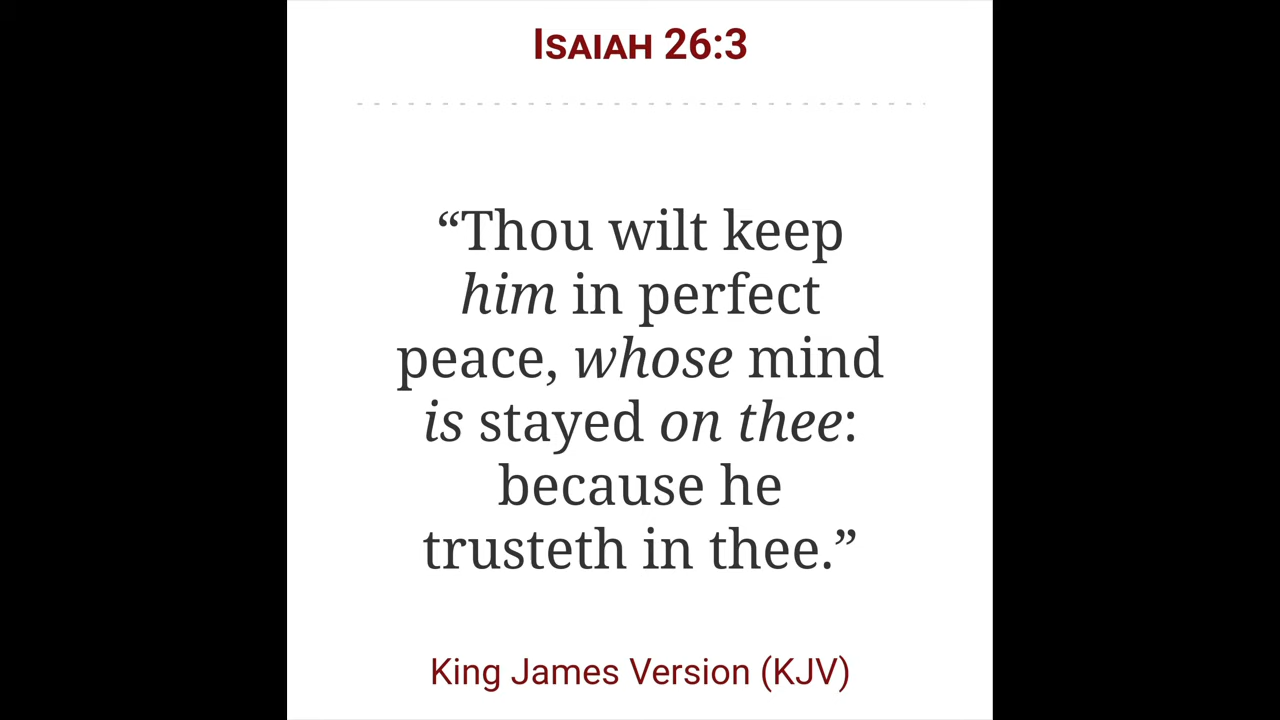 Isaiah 26:3
“Thou wilt keep
him in perfect
peace, whose mind
is stayed on thee:
because he
trusteth in thee.”
King James Version (KJV)